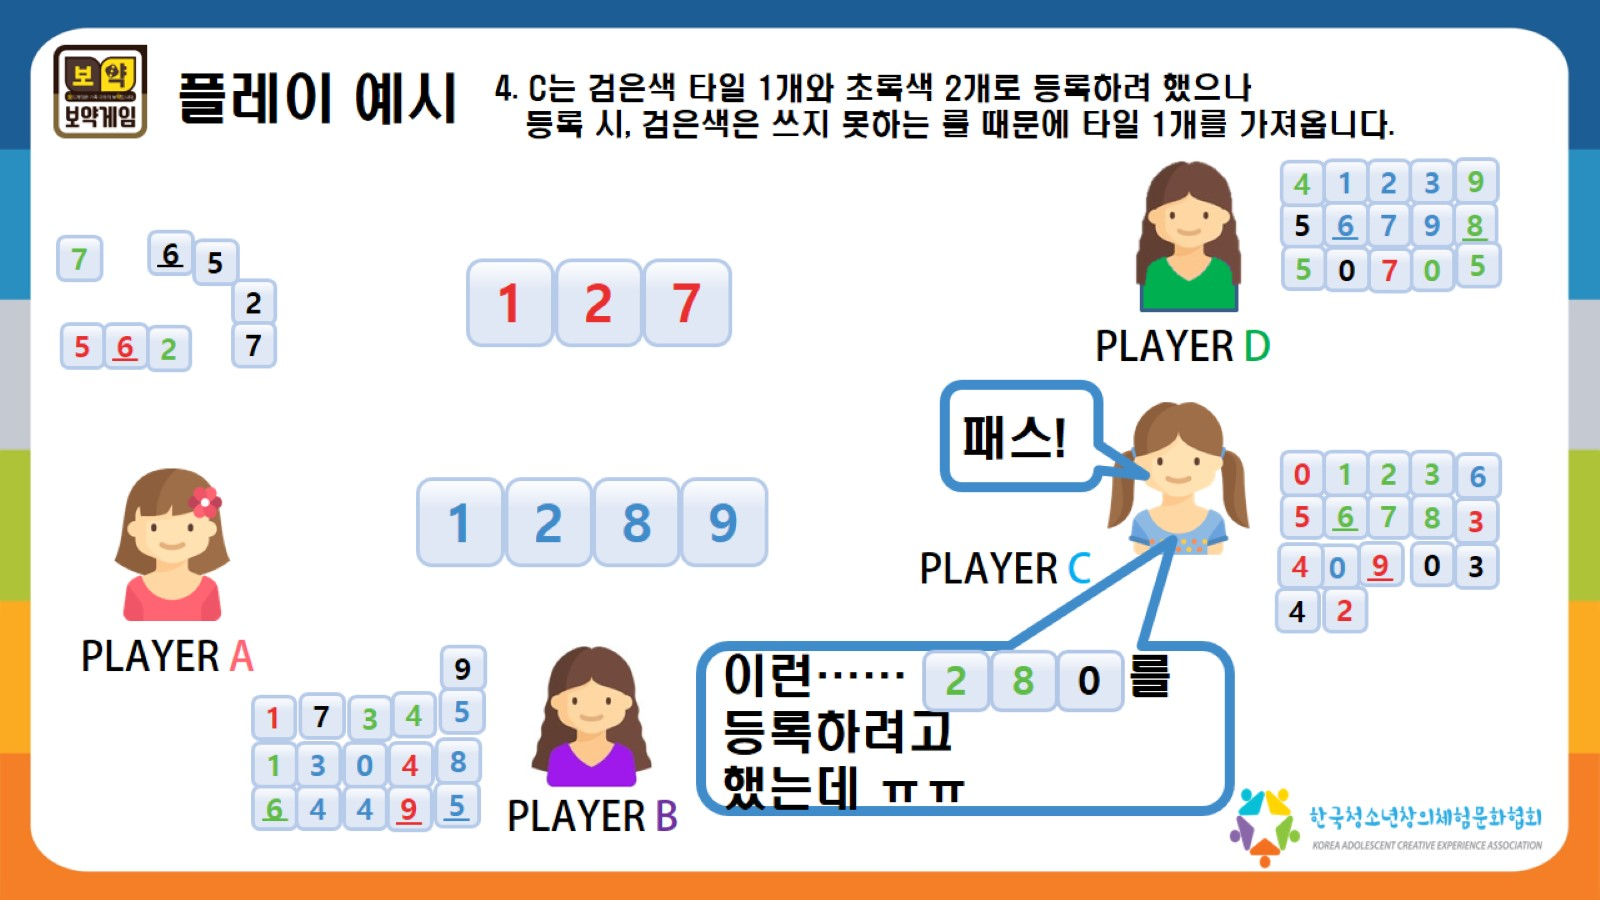 보약
보약게임
플레이 예시
4. C는 검은색 타일 1개와 초록색 2개로 등록하려 했으나
등록 시, 검은색은 쓰지 못하는 룰 때문에 타일 1개를 가져옵니다.
4 1 2 3 9
5 6 7 9 8
5 0 7 0 5
PLAYER D
7 6 5
2
5 6 2 7
1 2 7
패스!
0 1 2 3 6
5 6 7 8 3
4 0 9 0 3
4 2
PLAYER C
1 2 8 9
PLAYER A
9
1 7 3 4 5
1 3 0 4 8
6 4 4 9 5
PLAYER B
이런…… 2 8 0 를
등록하려고
했는데 ㅠㅠ
한국청소년창의체험문화협회
KOREA ADOLESCENT CREATIVE EXPERIENCE ASSOCIATION